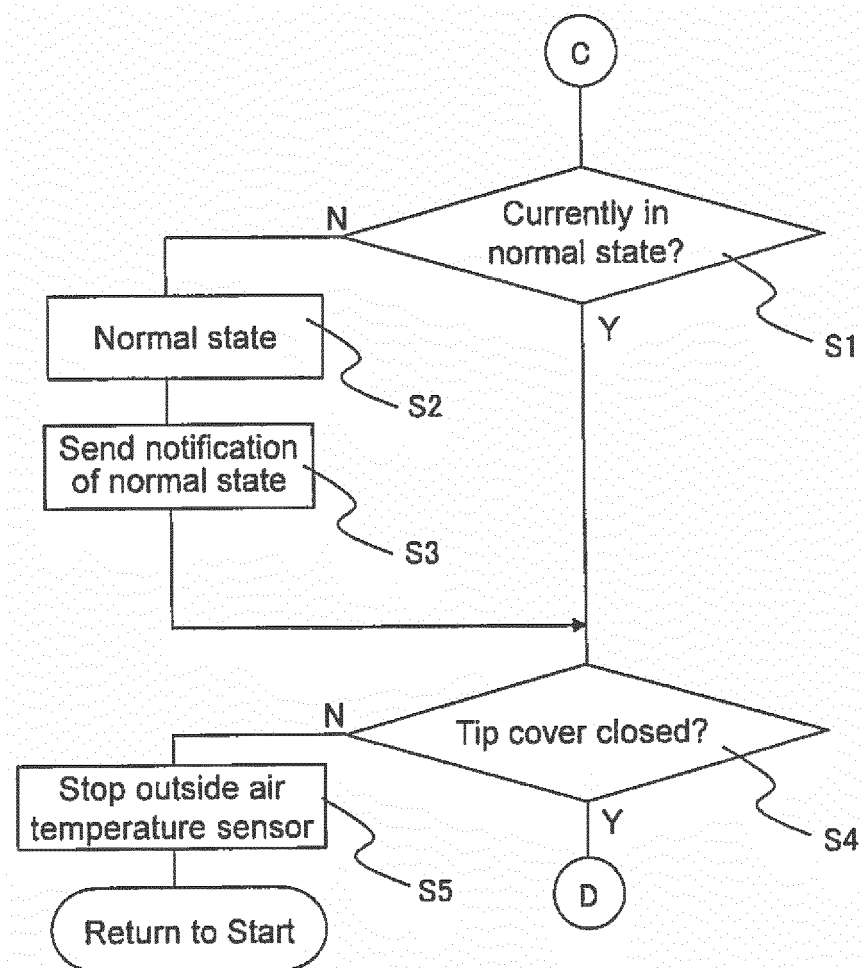 C
N
Currently in
normal state?
Y
S1
Normal state
S2
Send notification
of normal state
S3
N
Tip cover closed?
Y
S4
Stop outside air
temperature sensor
S5
D
Return to Start